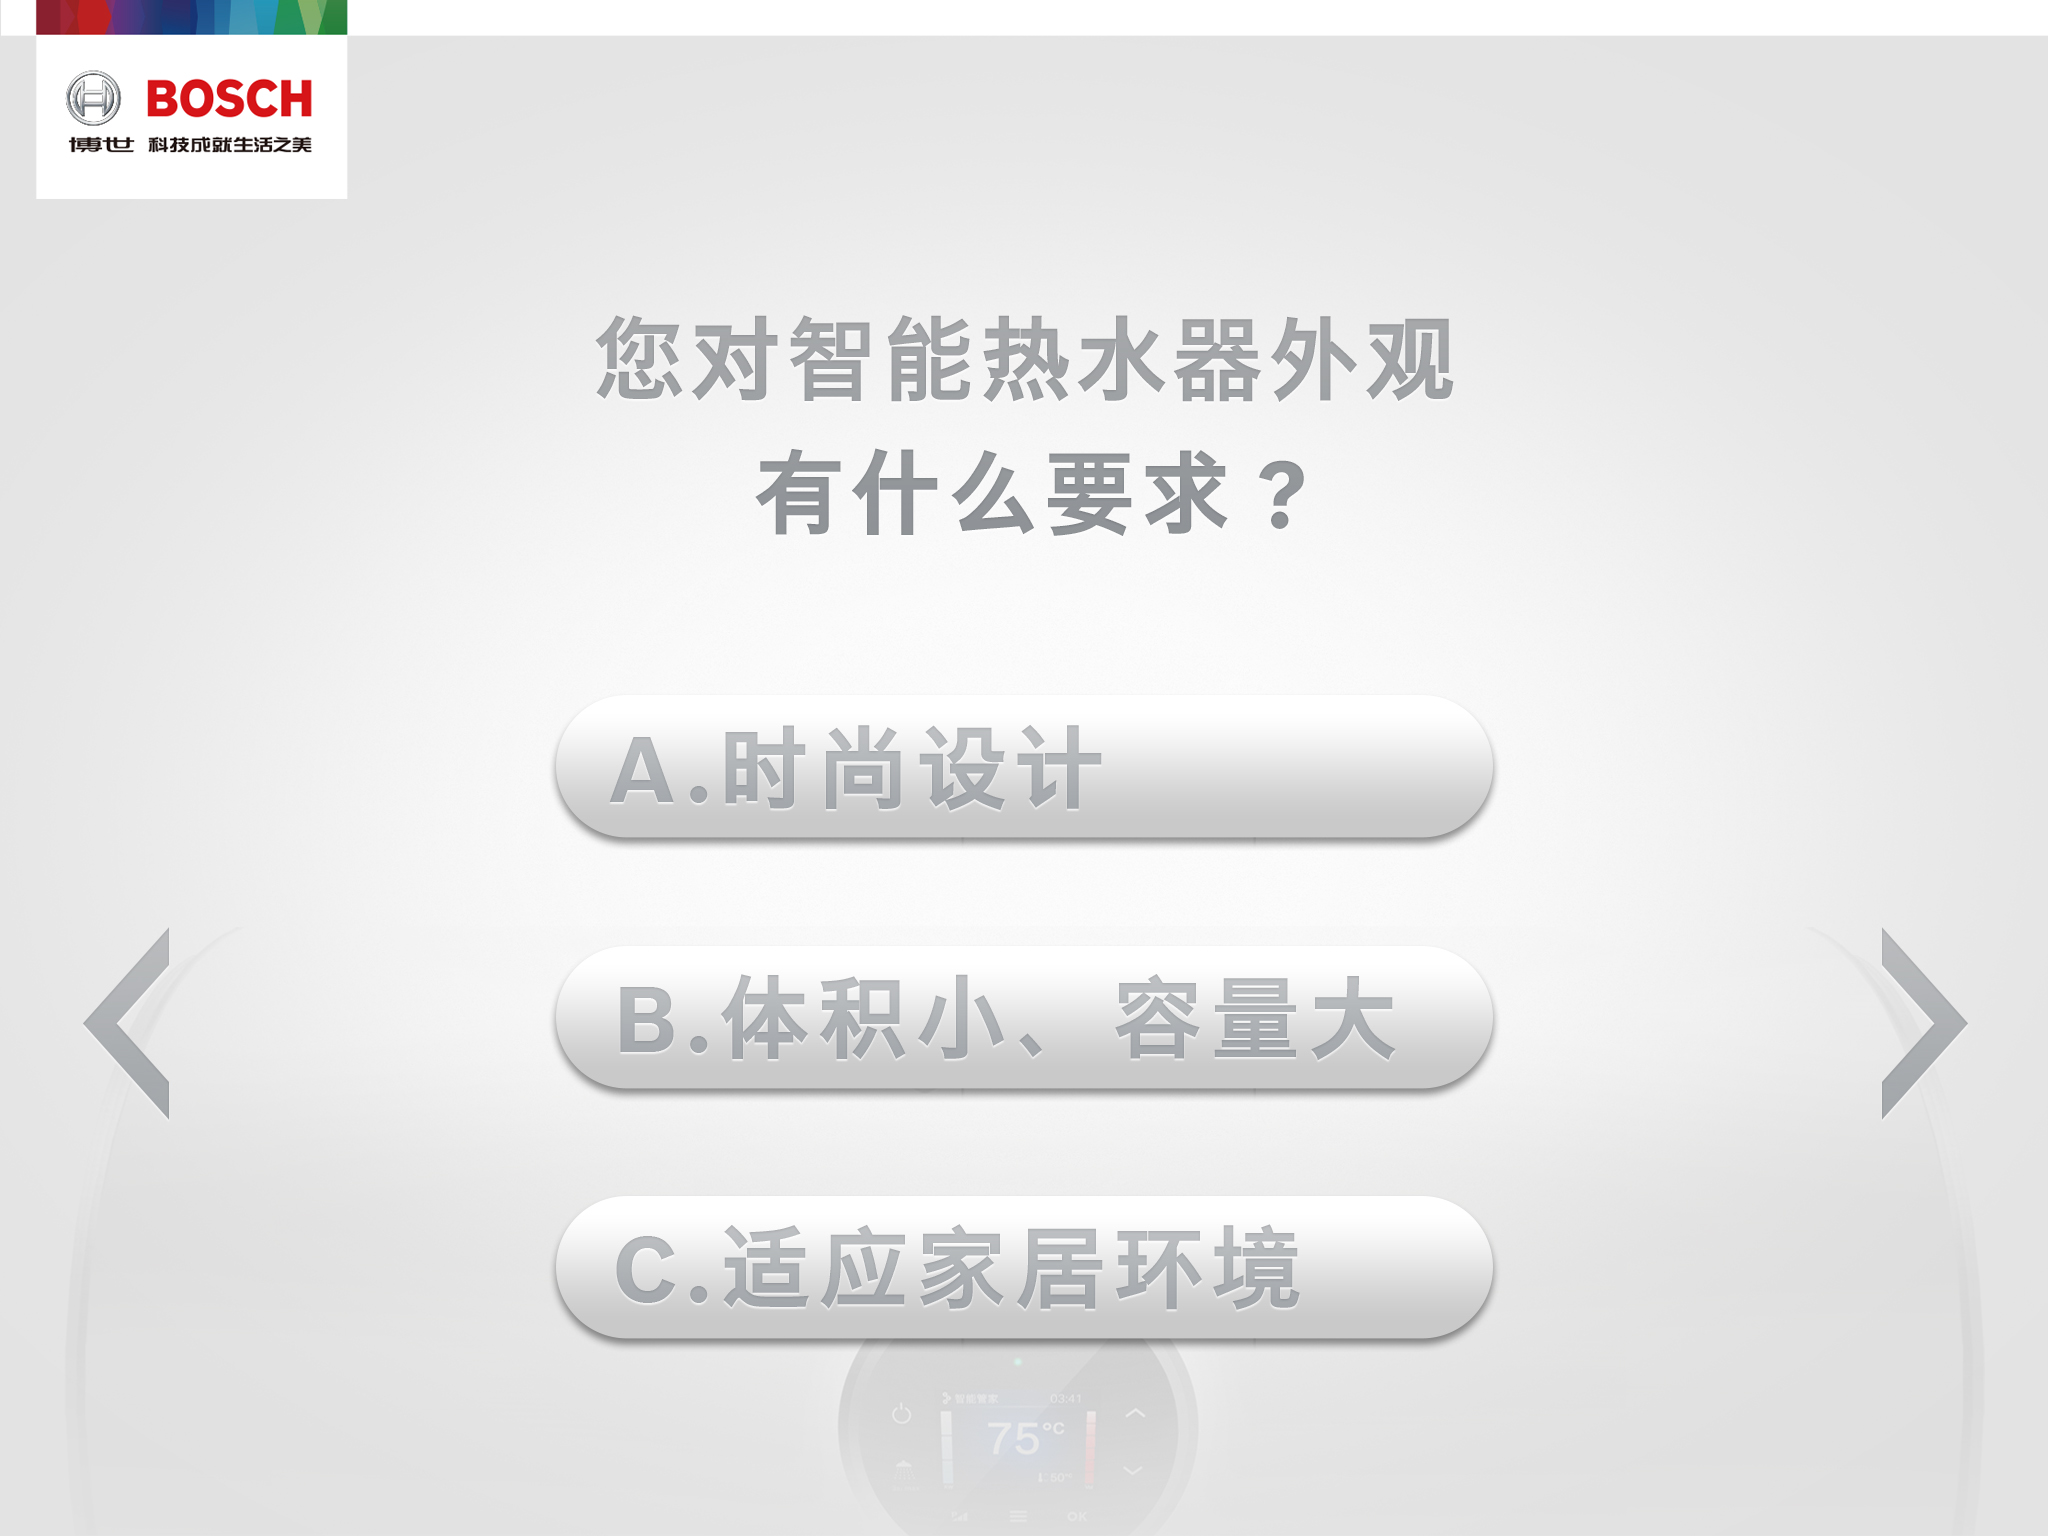 BOSCH
博世 科技成就生活之美
您对智能热水器外观
有什么要求？
A.时尚设计
B.体积小、容量大
C.适应家居环境
智能管家 03:41
75°C
50°C
OK